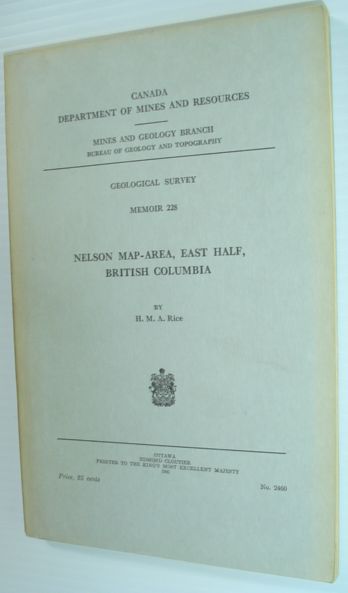 CANADA
DEPARTMENT OF MINES AND RESOURCES
MINES AND GEOLOGY BRANCH
BUREAU OF GEOLOGY AND TOPOGRAPHY
GEOLOGICAL SURVEY
MEMOIR 228
NELSON MAP-AREA, EAST HALF,
BRITISH COLUMBIA
BY
H. M. A. Rice
OTTAWA
EDMOND CLOUTIER
PRINTER TO THE KING'S MOST EXCELLENT MAJESTY
Price, 25 cents
No. 2460